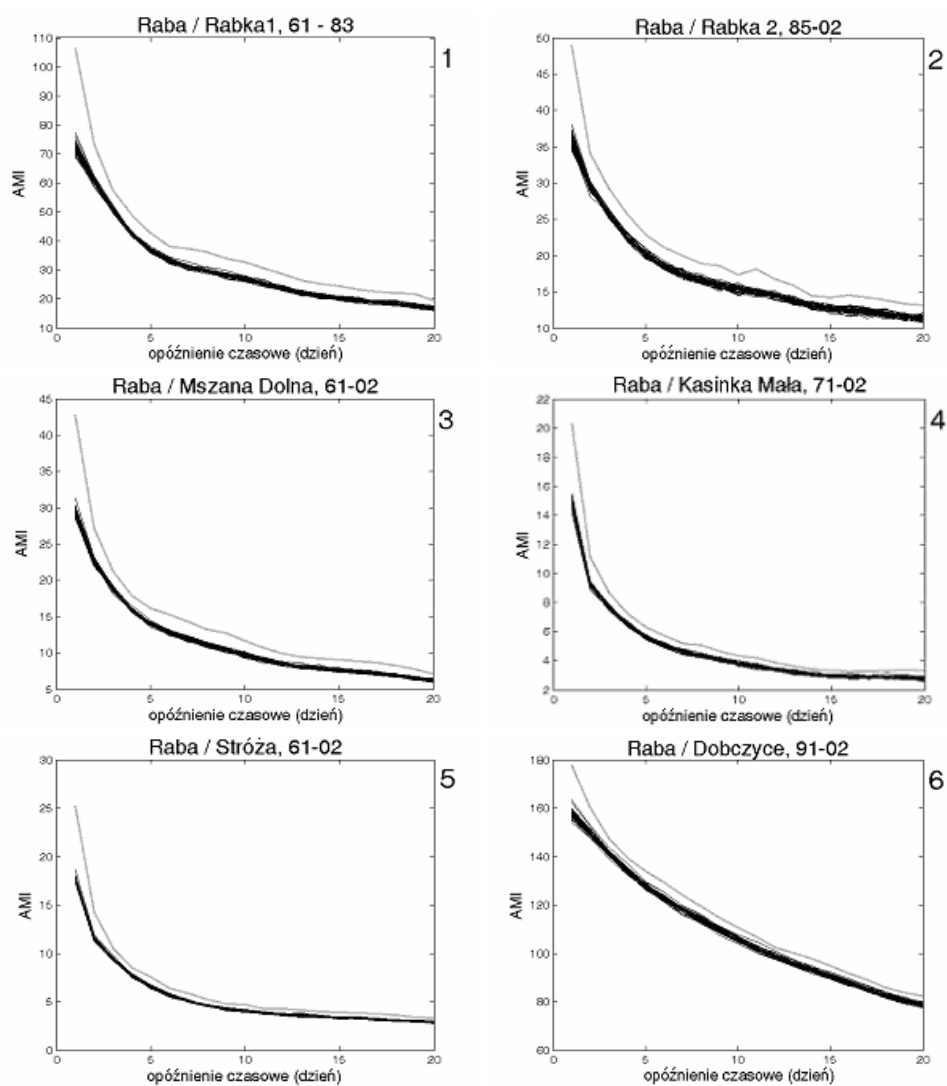 Raba / Rabka1, 61 - 83
1
110
100
90
80
70
60
50
40
30
20
10
AMI
0 5 10 15 20
opóźnienie czasowe (dzień)
Raba / Rabka 2, 85-02
2
50
45
40
35
30
25
20
15
10
AMI
0 5 10 15 20
opóźnienie czasowe (dzień)
Raba / Mszana Dolna, 61-02
3
45
40
35
30
25
20
15
10
5
AMI
0 5 10 15 20
opóźnienie czasowe (dzień)
Raba / Kasinka Mała, 71-02
4
22
20
18
16
14
12
10
8
6
4
2
AMI
0 5 10 15 20
opóźnienie czasowe (dzień)
Raba / Stróża, 61-02
5
30
25
20
15
10
5
0
AMI
0 5 10 15 20
opóźnienie czasowe (dzień)
Raba / Dobczyce, 91-02
6
180
160
140
120
100
80
60
AMI
0 5 10 15 20
opóźnienie czasowe (dzień)